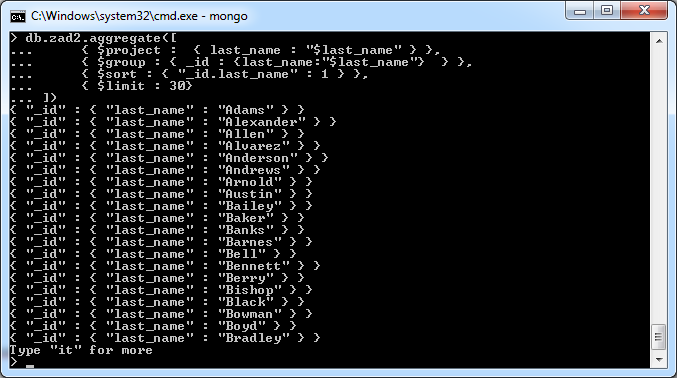 C:\Windows\system32\cmd.exe - mongo
> db.zad2.aggregate([
...     { $project :  { last_name : "$last_name" } },
...     { $group : { _id : {last_name:"$last_name"}  } },
...     { $sort : { "_id.last_name" : 1 } },
...     { $limit : 30}
... ])
{ "_id" : { "last_name" : "Adams" } }
{ "_id" : { "last_name" : "Alexander" } }
{ "_id" : { "last_name" : "Allen" } }
{ "_id" : { "last_name" : "Alvarez" } }
{ "_id" : { "last_name" : "Anderson" } }
{ "_id" : { "last_name" : "Andrews" } }
{ "_id" : { "last_name" : "Arnold" } }
{ "_id" : { "last_name" : "Austin" } }
{ "_id" : { "last_name" : "Bailey" } }
{ "_id" : { "last_name" : "Baker" } }
{ "_id" : { "last_name" : "Banks" } }
{ "_id" : { "last_name" : "Barnes" } }
{ "_id" : { "last_name" : "Bell" } }
{ "_id" : { "last_name" : "Bennett" } }
{ "_id" : { "last_name" : "Berry" } }
{ "_id" : { "last_name" : "Bishop" } }
{ "_id" : { "last_name" : "Black" } }
{ "_id" : { "last_name" : "Bowman" } }
{ "_id" : { "last_name" : "Boyd" } }
{ "_id" : { "last_name" : "Bradley" } }
Type "it" for more
> _